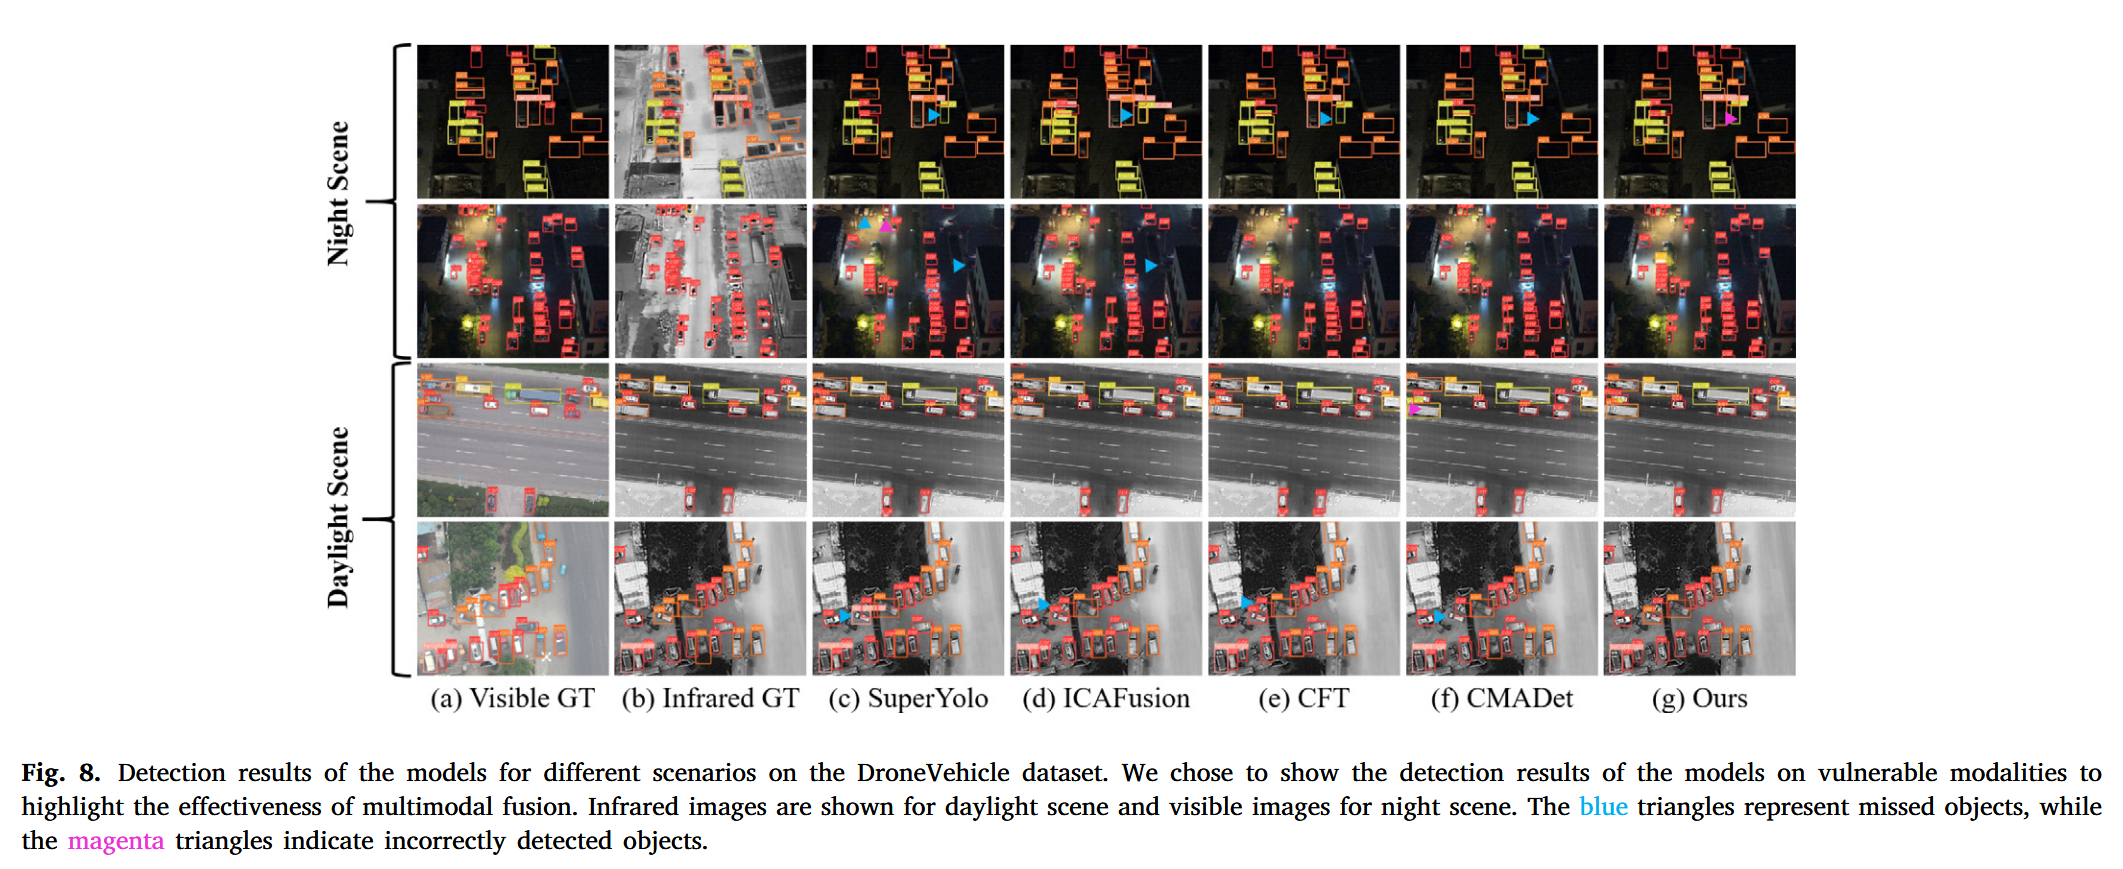 Night Scene
Daylight Scene
(a) Visible GT
(b) Infrared GT
(c) SuperYolo
(d) ICAFusion
(e) CFT
(f) CMADet
(g) Ours
Fig. 8. Detection results of the models for different scenarios on the DroneVehicle dataset. We chose to show the detection results of the models on vulnerable modalities to
highlight the effectiveness of multimodal fusion. Infrared images are shown for daylight scene and visible images for night scene. The blue triangles represent missed objects, while
the magenta triangles indicate incorrectly detected objects.